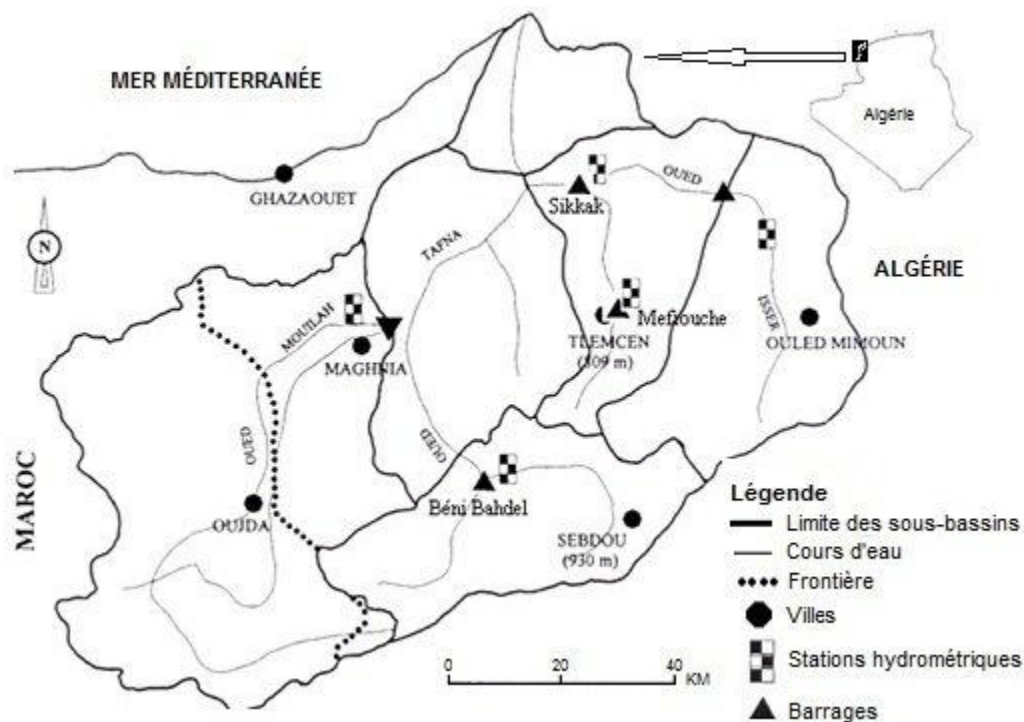 MER MÉDITERRANÉE
Algérie
GHAZAOUET
N
OUED
Sikkak
TAFNA
ALGÉRIE
MOUILAH
ISSER
Mefrouche
TLEMCEN
(809 m)
OULED MIMOUN
MAGHNIA
OUED
OUED
MAROC
OUJDA
Béni Bahdel
SEBDOU
(930 m)
Légende
Limite des sous-bassins
Cours d'eau
Frontière
Villes
Stations hydrométriques
Barrages
0 20 40
KM